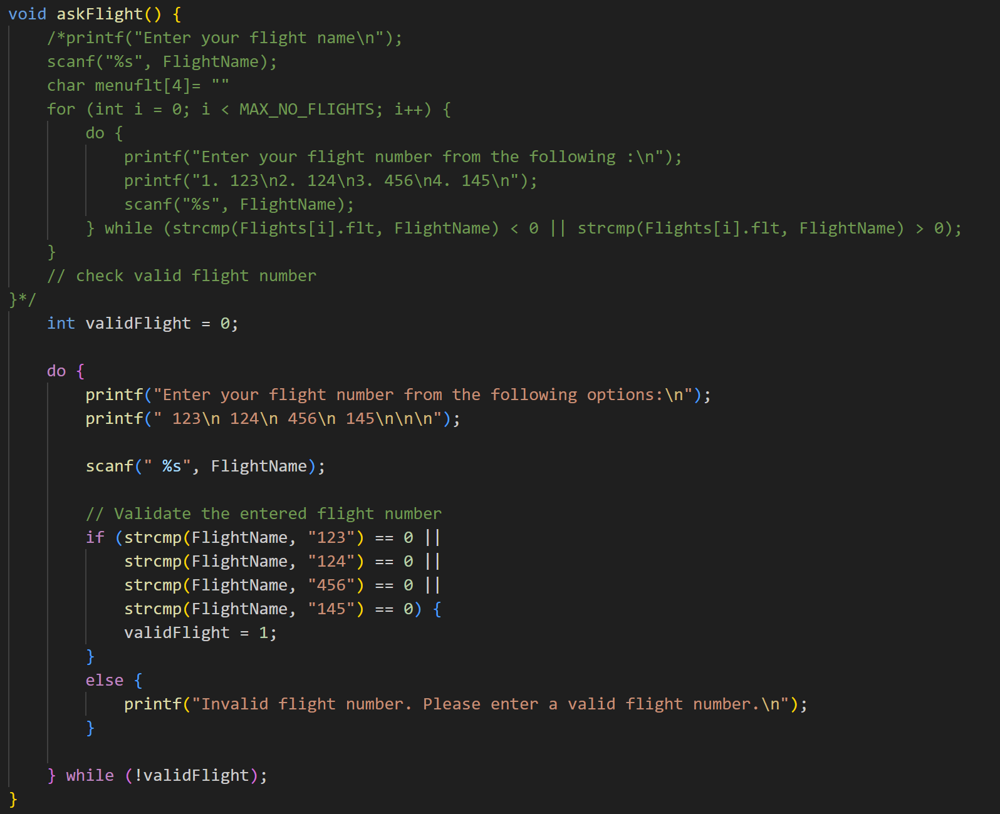 void askFlight() {
    /*printf("Enter your flight name\n");
    scanf("%s", FlightName);
    char menuflt[4]= ""
    for (int i = 0; i < MAX_NO_FLIGHTS; i++) {
        do {
            printf("Enter your flight number from the following :\n");
            printf("1. 123\n2. 124\n3. 456\n4. 145\n");
            scanf("%s", FlightName);
        } while (strcmp(Flights[i].flt, FlightName) < 0 || strcmp(Flights[i].flt, FlightName) > 0);
    }
    // check valid flight number
}*/
    int validFlight = 0;

    do {
        printf("Enter your flight number from the following options:\n");
        printf(" 123\n 124\n 456\n 145\n\n\n");

        scanf(" %s", FlightName);

        // Validate the entered flight number
        if (strcmp(FlightName, "123") == 0 ||
            strcmp(FlightName, "124") == 0 ||
            strcmp(FlightName, "456") == 0 ||
            strcmp(FlightName, "145") == 0) {
            validFlight = 1;
        }
        else {
            printf("Invalid flight number. Please enter a valid flight number.\n");
        }

    } while (!validFlight);
}